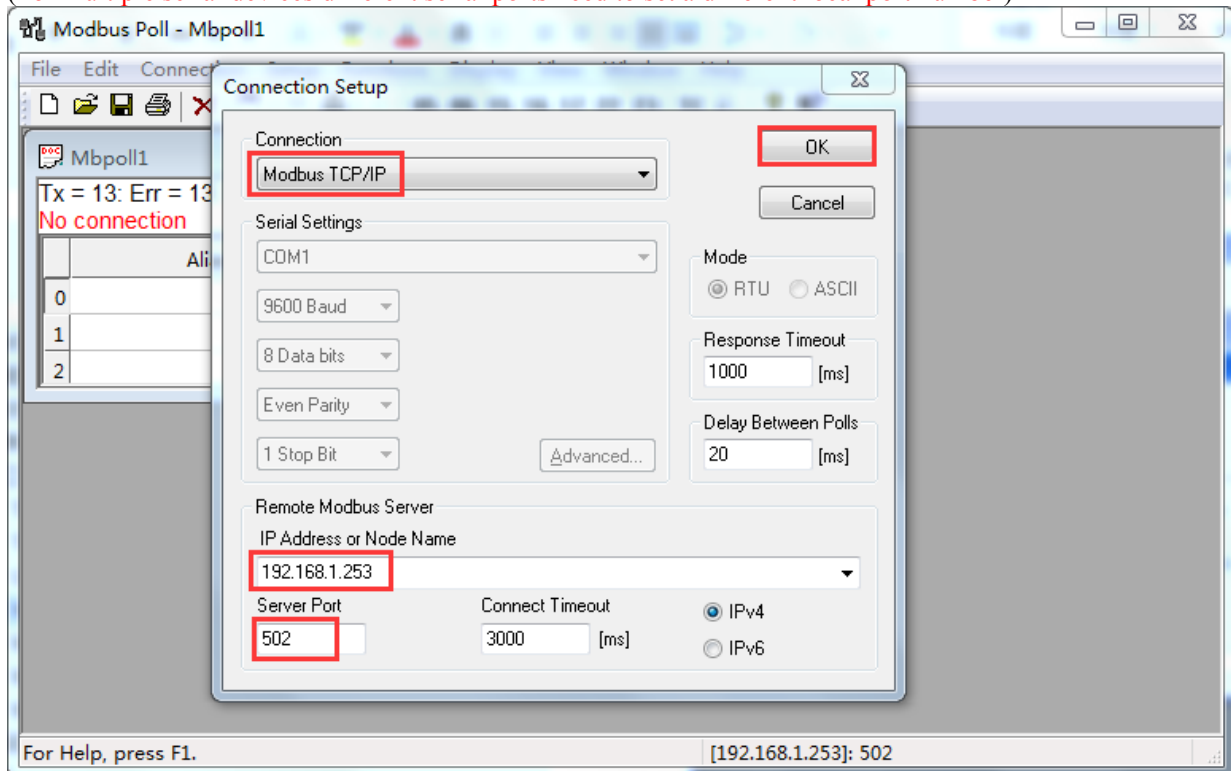 Modbus Poll - Mbpoll1
File Edit Connect
Connection Setup
Mbpoll1
Tx = 13: Err = 13
No connection
Ali
0
1
2
Connection
Modbus TCP/IP
OK
Cancel
Serial Settings
COM1
9600 Baud
8 Data bits
Even Parity
1 Stop Bit
Advanced...
Mode
RTU ASCII
Response Timeout
1000 [ms]
Delay Between Polls
20 [ms]
Remote Modbus Server
IP Address or Node Name
192.168.1.253
Server Port Connect Timeout
502 3000 [ms]
IPv4
IPv6
For Help, press F1. [192.168.1.253]: 502